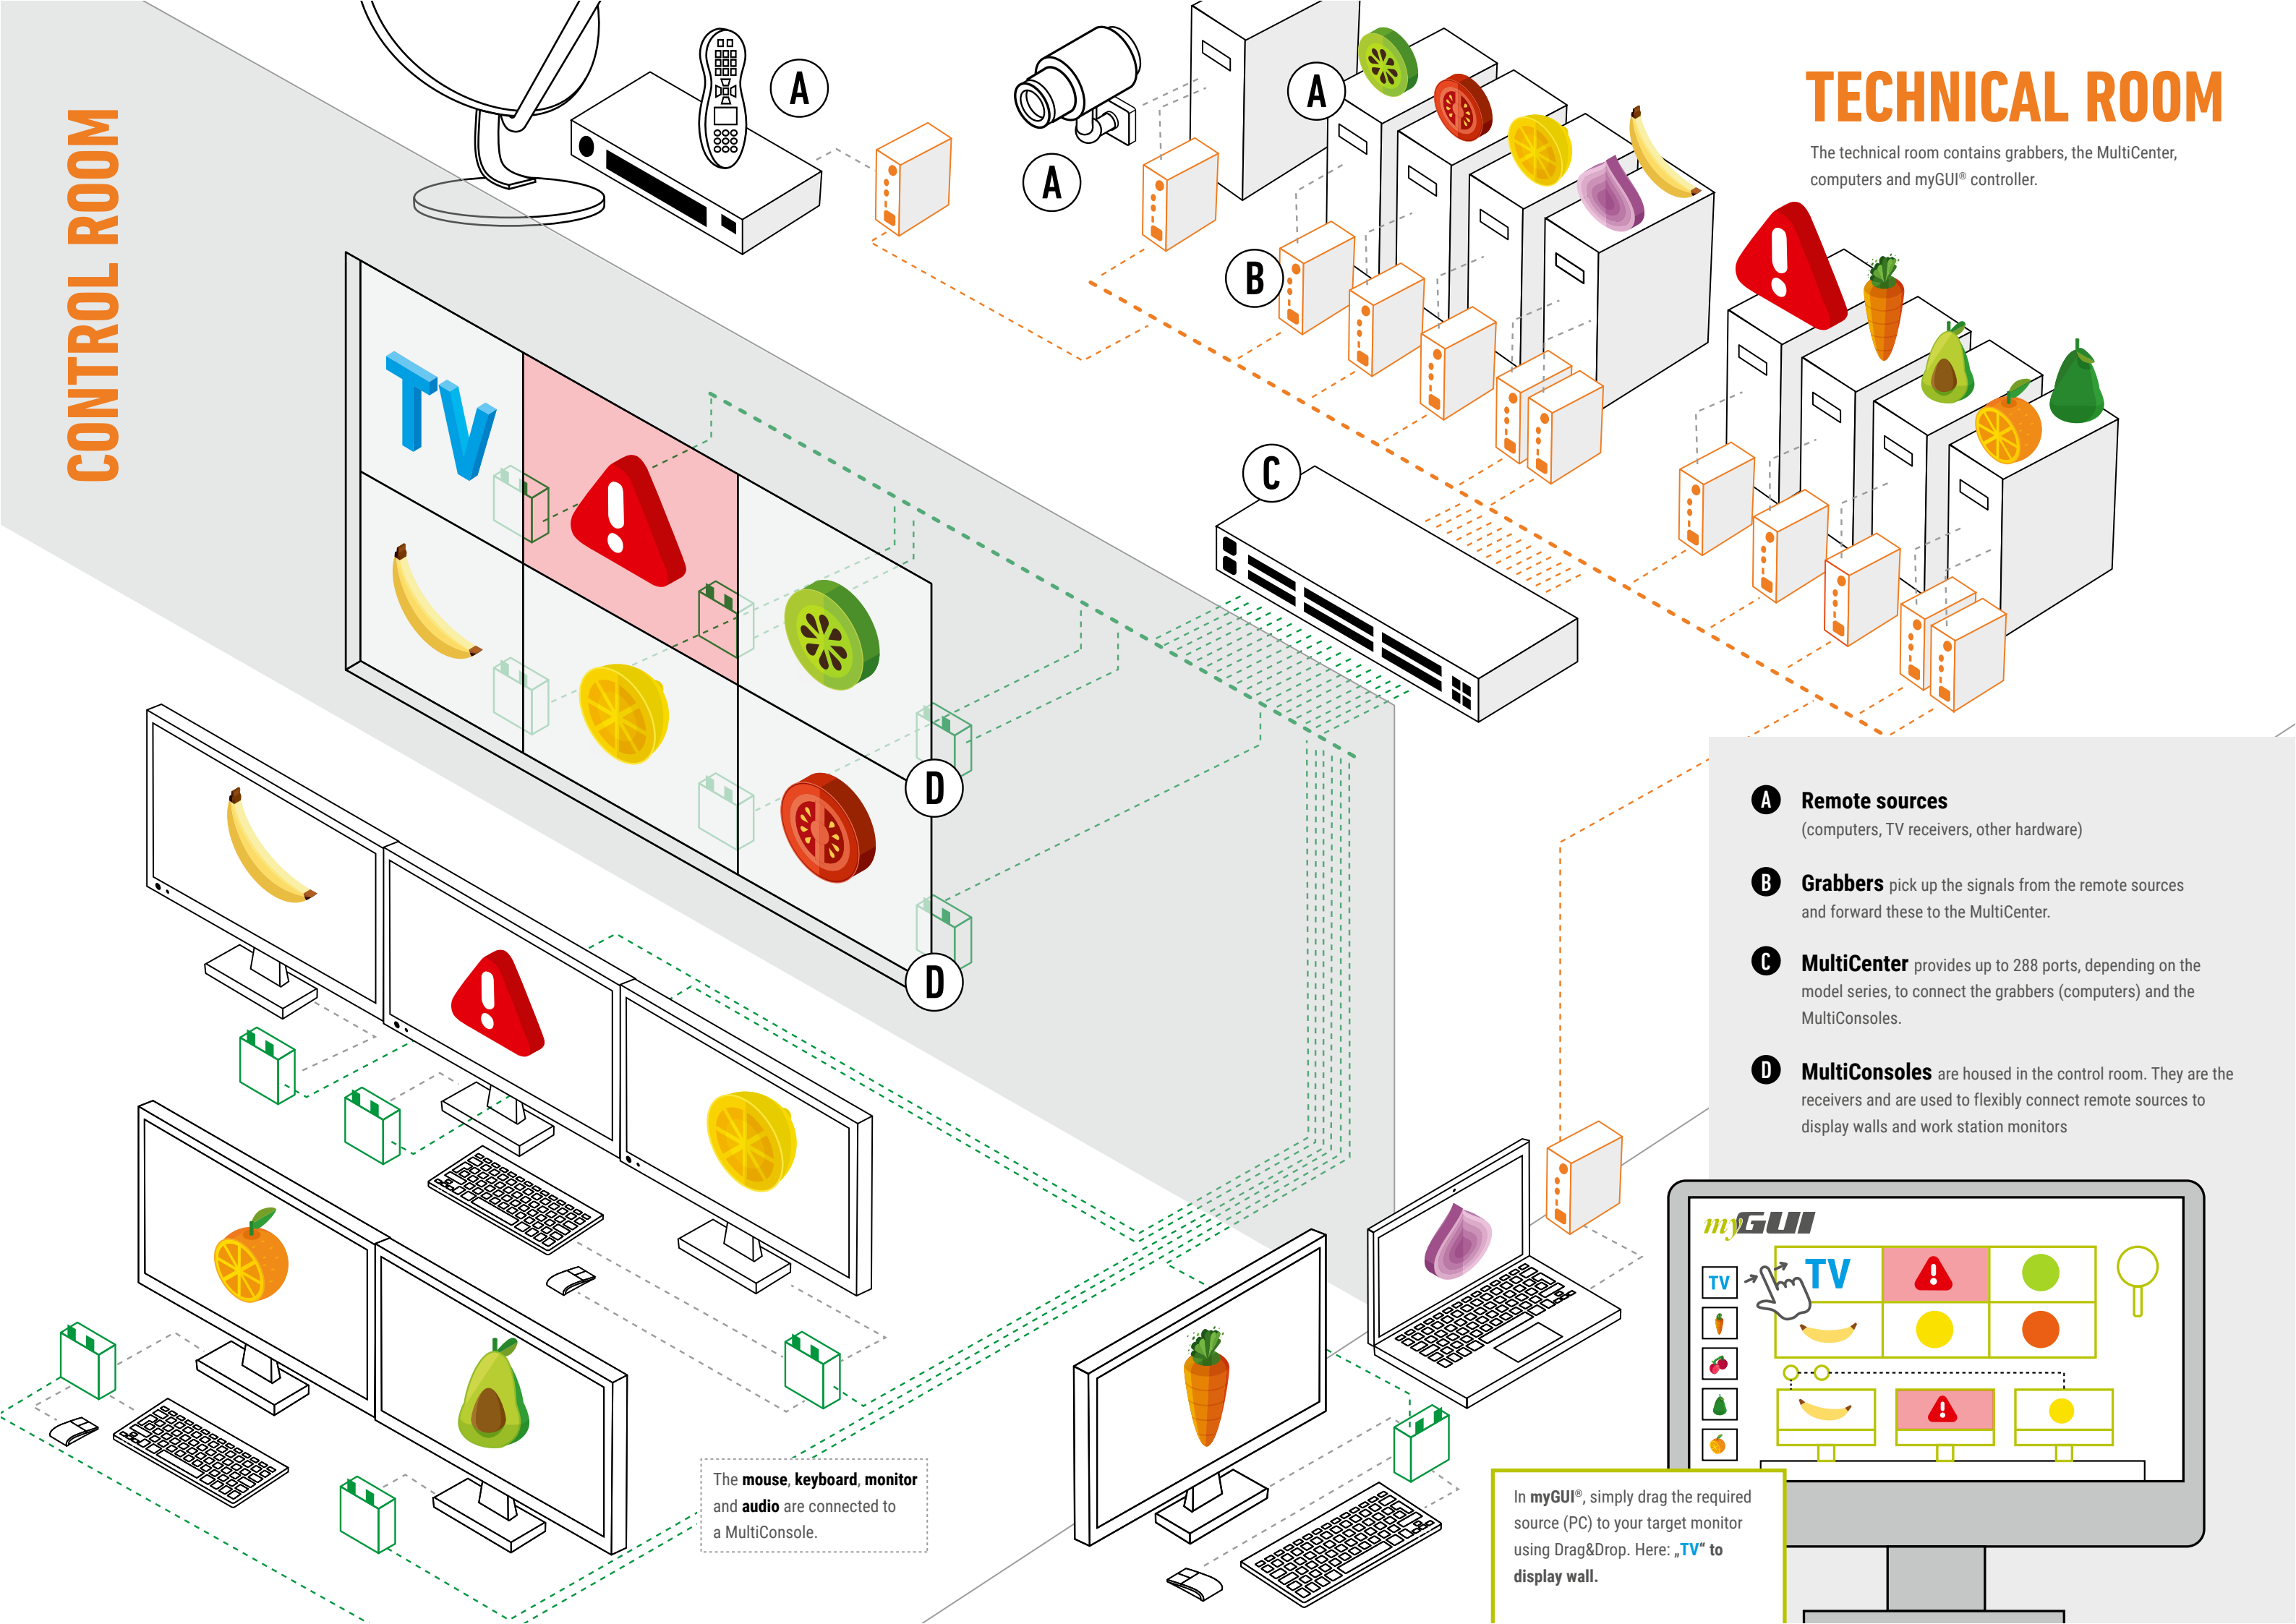 CONTROL ROOM
A
A
A
TECHNICAL ROOM
The technical room contains grabbers, the MultiCenter,
computers and myGUI® controller.
B
TV
C
D
D
A Remote sources
(computers, TV receivers, other hardware)
B Grabbers pick up the signals from the remote sources
and forward these to the MultiCenter.
C MultiCenter provides up to 288 ports, depending on the
model series, to connect the grabbers (computers) and the
MultiConsoles.
D MultiConsoles are housed in the control room. They are the
receivers and are used to flexibly connect remote sources to
display walls and work station monitors
myGUI
TV
TV
The mouse, keyboard, monitor
and audio are connected to
a MultiConsole.
In myGUI®, simply drag the required
source (PC) to your target monitor
using Drag&Drop. Here: „TV“ to
display wall.